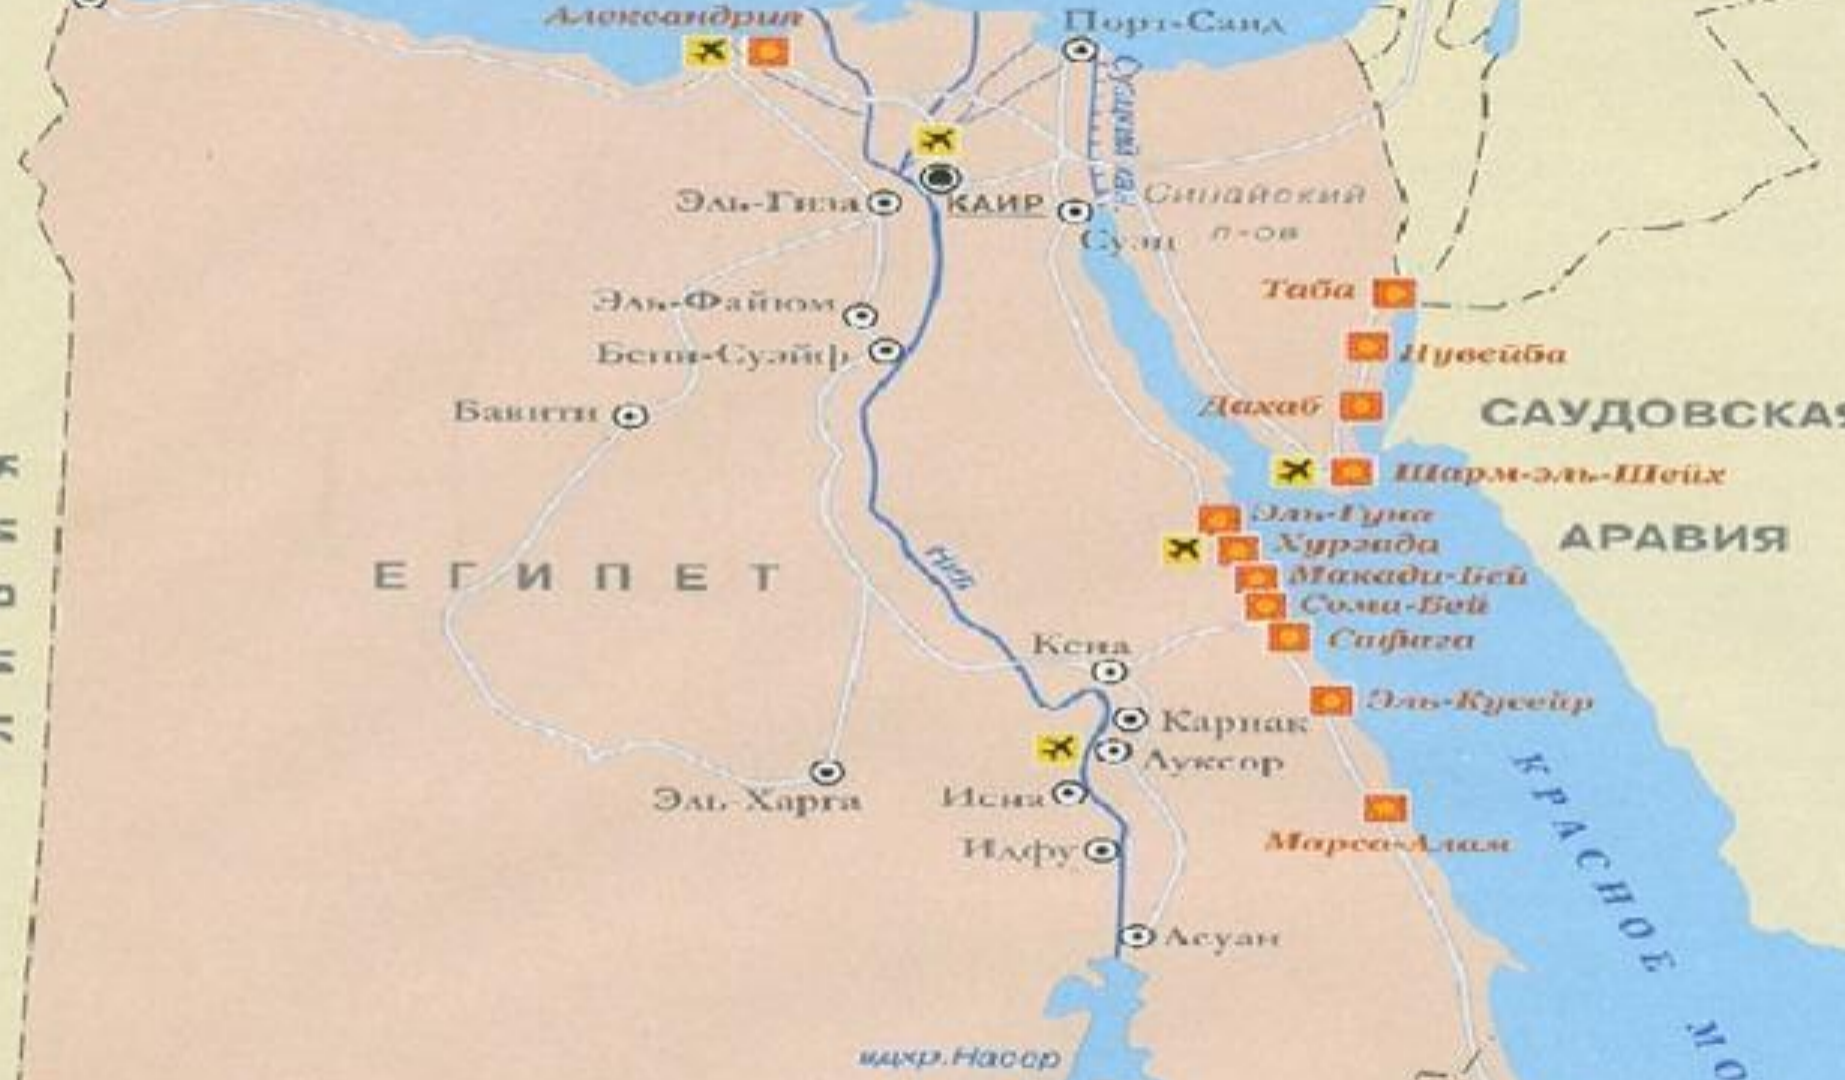 Александрия
Порт-Саид
Суэцкий кан.
Эль-Гиза
КАИР
Синайский
п-ов
Суэц
Таба
Эль-Файюм
Нувейба
Бени-Суэйф
Бавити
Дахаб
САУДОВСКАЯ
Шарм-эль-Шейх
Эль-Гуна
АРАВИЯ
Хургада
ЕГИПЕТ
Нил
Макади-Бей
Сома-Бей
Сафага
ЛИВИЯ
Кена
Эль-Кусейр
Карнак
Луксор
Эль-Харга
Исна
Марса-Алам
Идфу
КРАСНОЕ МО
Асуан
вдхр.Насер